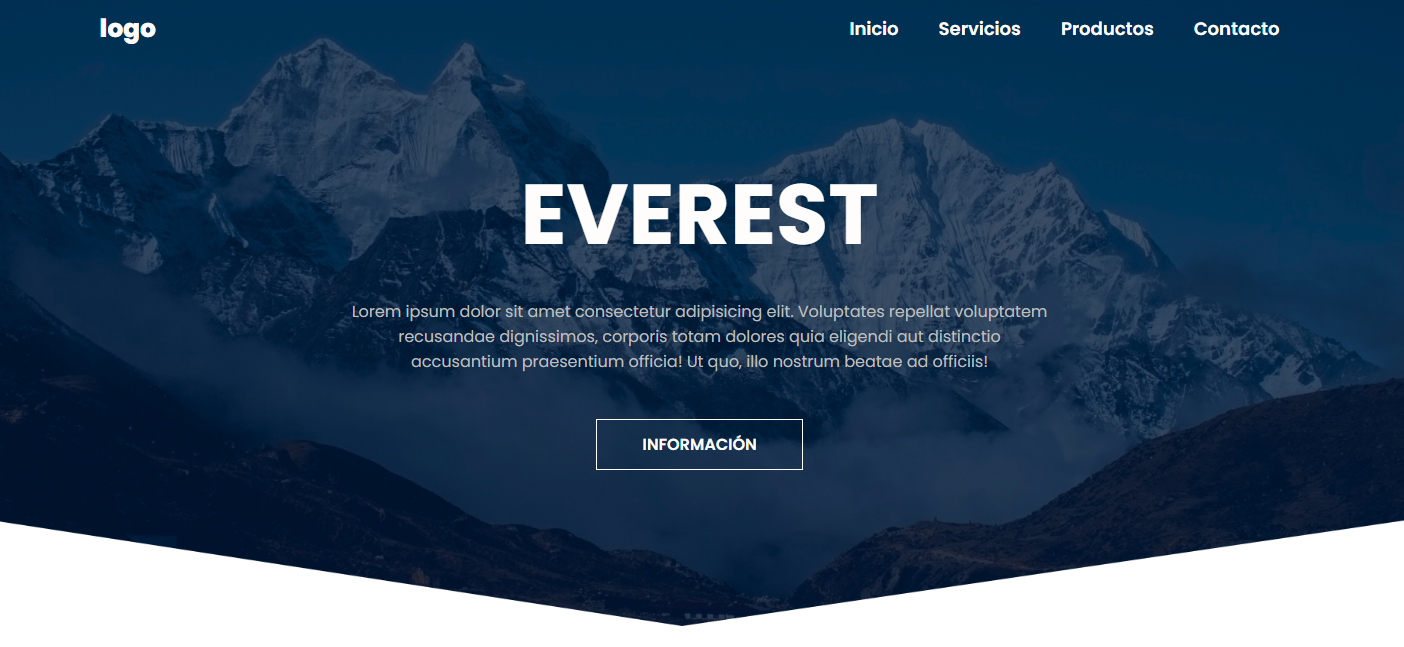 logo
Inicio Servicios Productos Contacto
EVEREST
Lorem ipsum dolor sit amet consectetur adipisicing elit. Voluptates repellat voluptatem
recusandae dignissimos, corporis totam dolores quia eligendi aut distinctio
accusantium praesentium officia! Ut quo, illo nostrum beatae ad officiis!
INFORMACIÓN